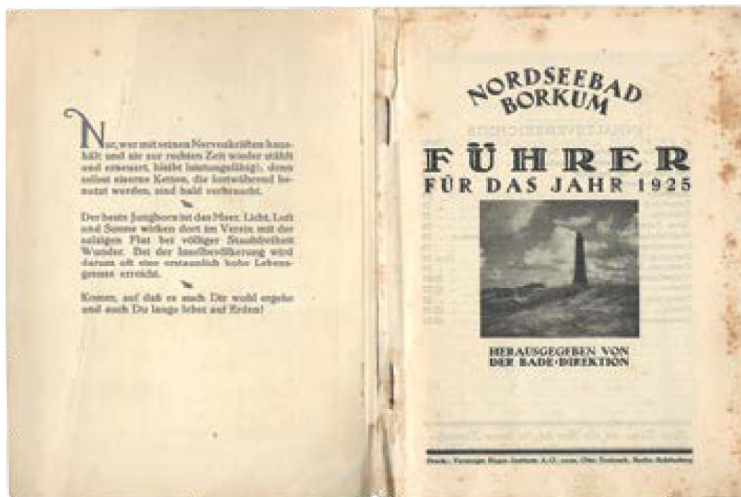 Nur, wer mit seinen Nervenkräften haus-
hält und sie zur rechten Zeit wieder stählt
und erneuert, bleibt leistungsfähig!, denn
selbst eiserne Ketten, die fortwährend be-
nutzt werden, sind bald verbraucht.
Der beste Jungborn ist das Meer. Licht, Luft
und Sonne wirken dort im Verein mit der
salzigen Flut bei völliger Staubfreiheit
Wunder. Bei der Inselbevölkerung wird
darum oft eine erstaunlich hohe Lebens-
grenze erreicht.
Komm, auf daß es auch Dir wohl ergehe
und auch Du lange lebst auf Erden!
NORDSEEBAD
BORKUM
FÜHRER
FÜR DAS JAHR 1925
HERAUSGEGEBEN VON
DER BADE-DIREKTION
Druck: A.-G. Otto Berlin